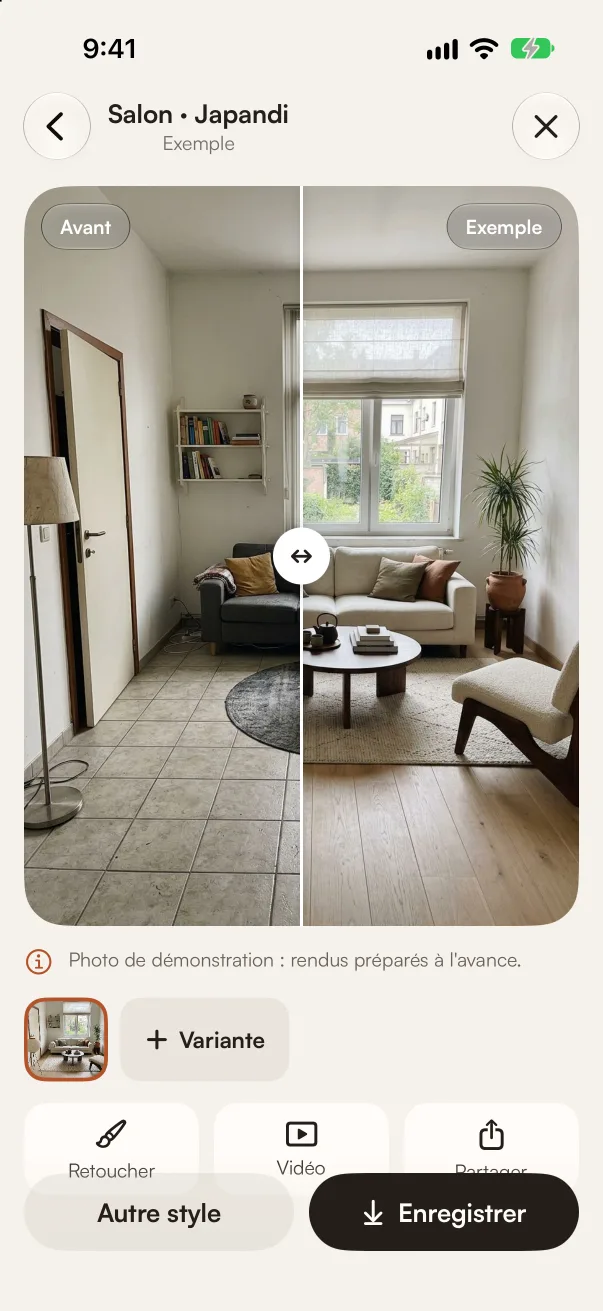 9:41
Salon · Japandi
Exemple
Avant
Exemple
Photo de démonstration : rendus préparés à l'avance.
+ Variante
Retoucher
Vidéo
Partager
Autre style
Enregistrer